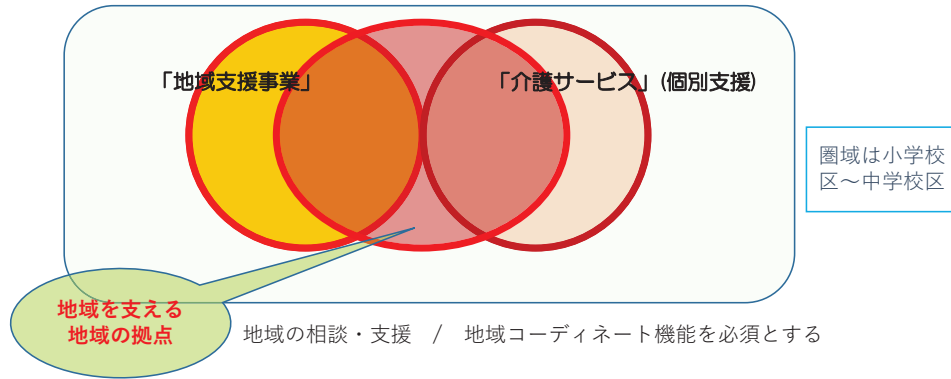 「地域支援事業」
「介護サービス」(個別支援)
圏域は小学校
区～中学校区
地域を支える
地域の拠点
地域の相談・支援　/　地域コーディネート機能を必須とする